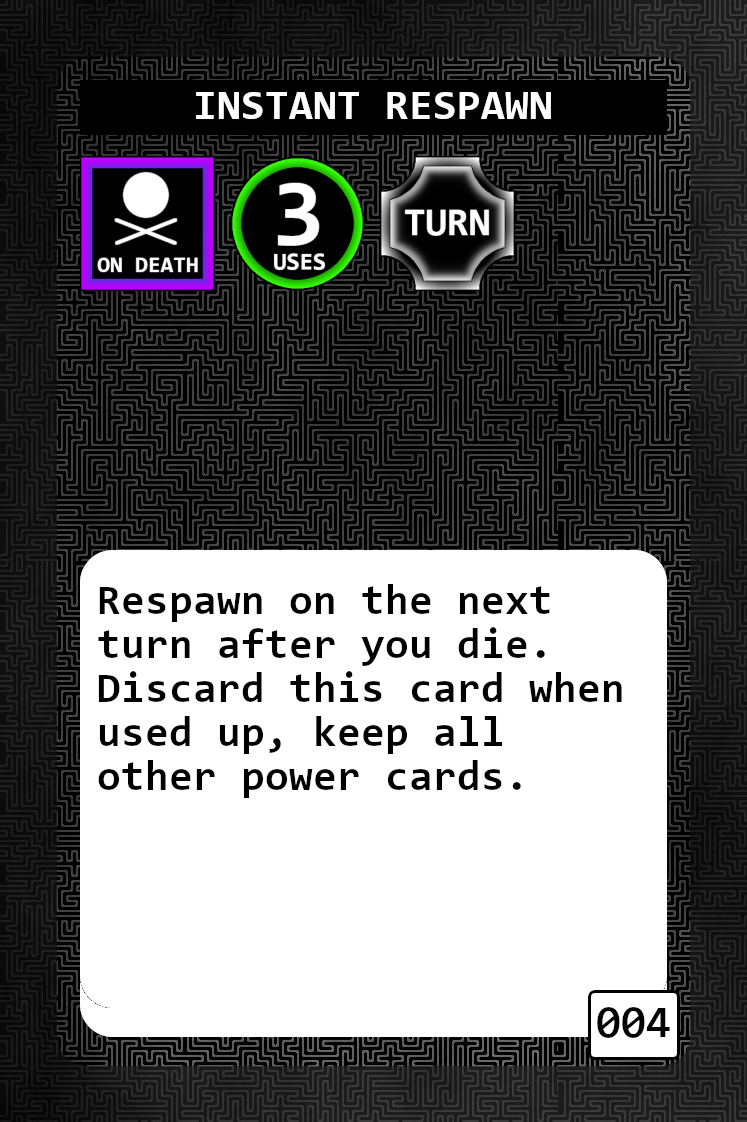 INSTANT RESPAWN
ON DEATH
3
USES
TURN
Respawn on the next
turn after you die.
Discard this card when
used up, keep all
other power cards.
004